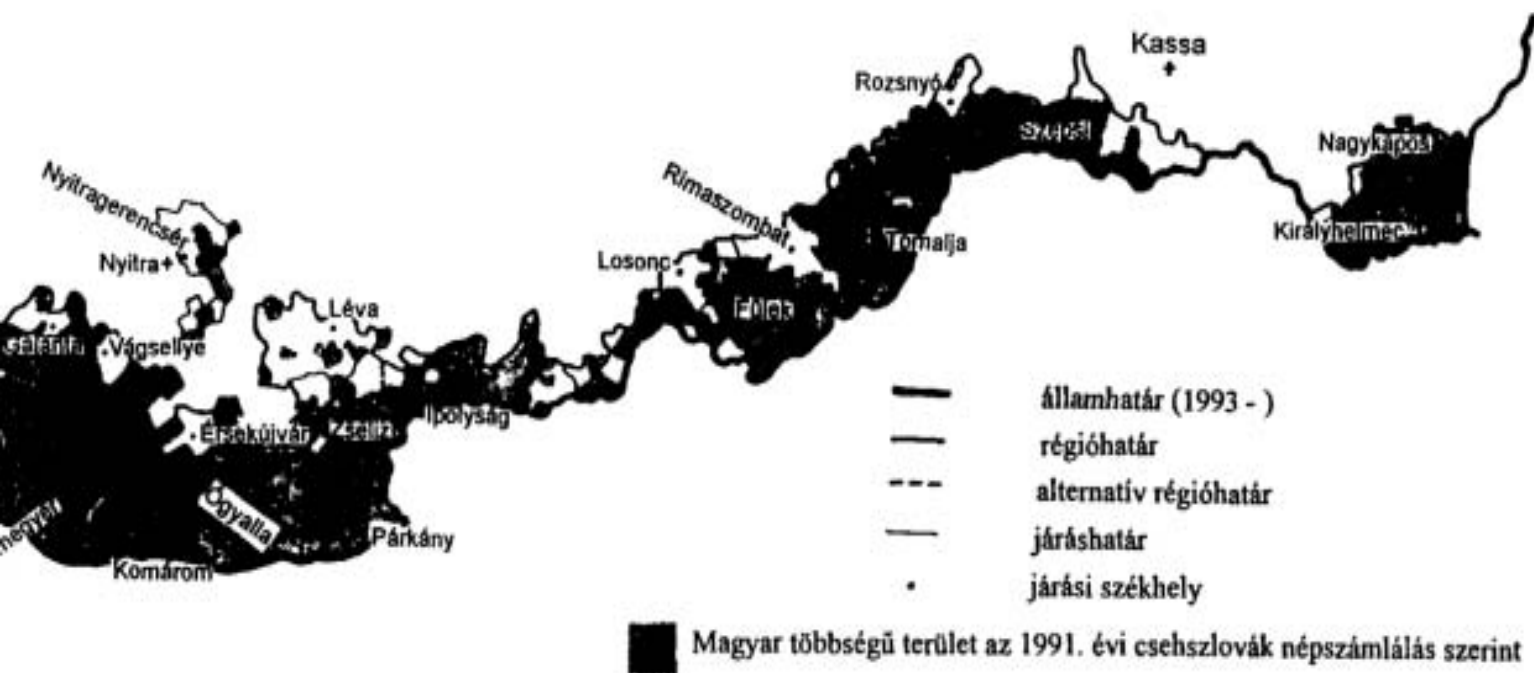 Kassa
Rozsnyó
Szepsi
Nagykapos
Királyhelmec
Rimaszombat
Tornalja
Nyitragerencsér
Nyitra
Losonc
Fülek
Léva
Galánta
Vágsellye
Ipolyság
Érsekújvár
Zseliz
Ógyalla
Párkány
Komárom
államhatár (1993 - )
régióhatár
alternatív régióhatár
járáshatár
járási székhely
Magyar többségű terület az 1991. évi csehszlovák népszámlálás szerint